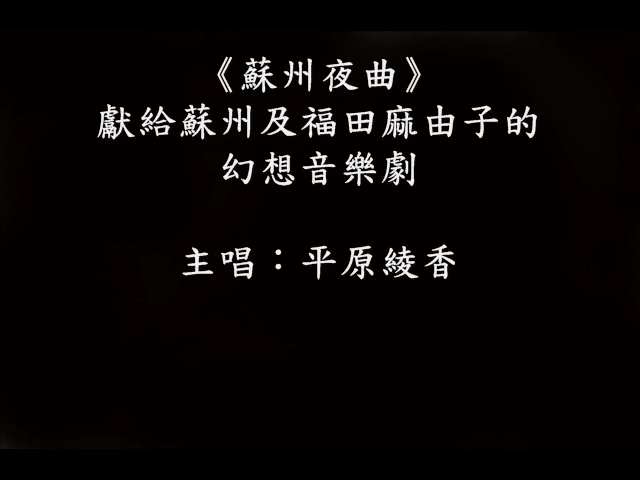 《蘇州夜曲》
獻給蘇州及福田麻由子的
幻想音樂劇
主唱：平原綾香